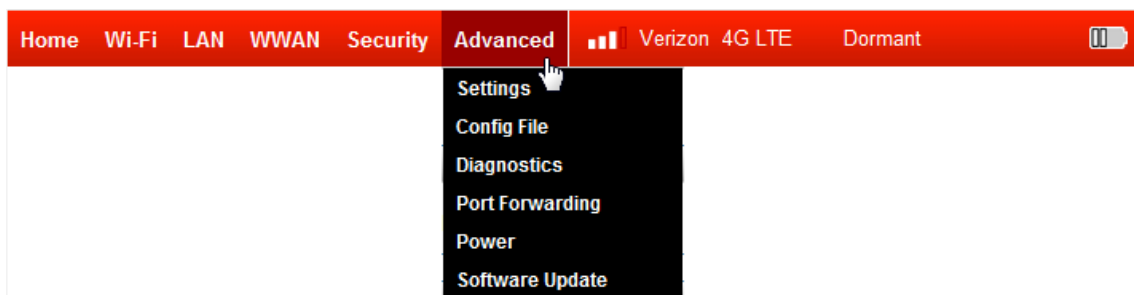 Home Wi-Fi LAN WWAN Security Advanced Verizon 4G LTE Dormant
Settings
Config File
Diagnostics
Port Forwarding
Power
Software Update